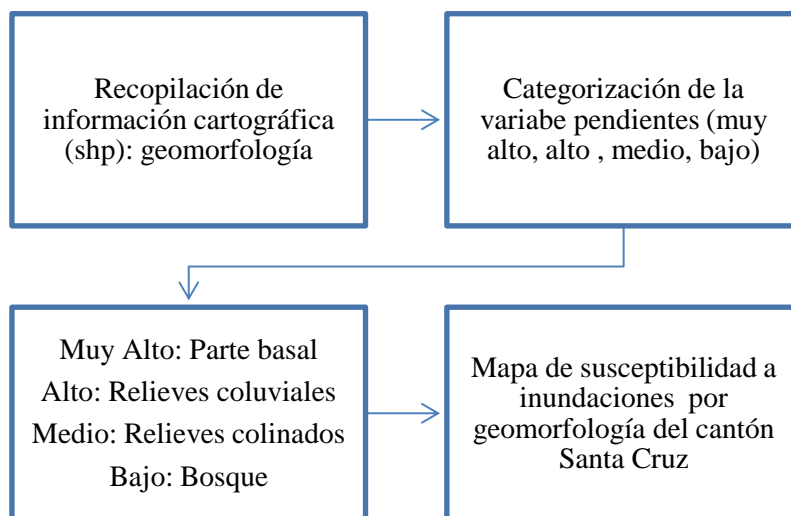 Recopilación de
información cartográfica
(shp): geomorfología
Categorización de la
variabe pendientes (muy
alto, alto , medio, bajo)
Muy Alto: Parte basal
Alto: Relieves coluviales
Medio: Relieves colinados
Bajo: Bosque
Mapa de susceptibilidad a
inundaciones por
geomorfología del cantón
Santa Cruz